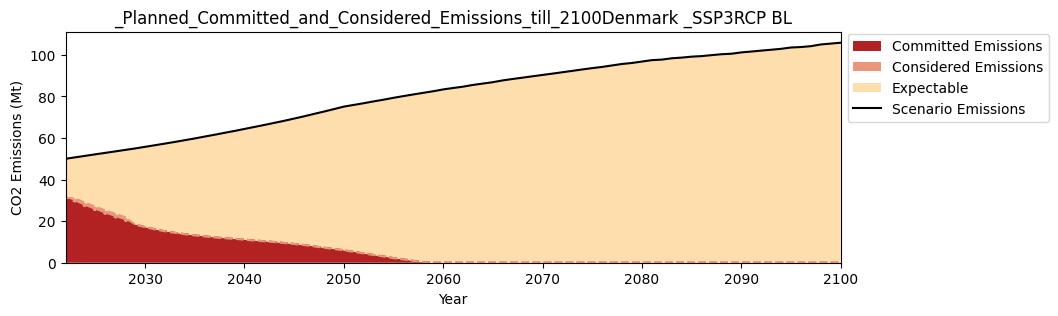 _Planned_Committed_and_Considered_Emissions_till_2100Denmark _SSP3RCP BL
CO2 Emissions (Mt)
100
80
60
40
20
0
2030 2040 2050 2060 2070 2080 2090 2100
Year
Committed Emissions
Considered Emissions
Expectable
Scenario Emissions